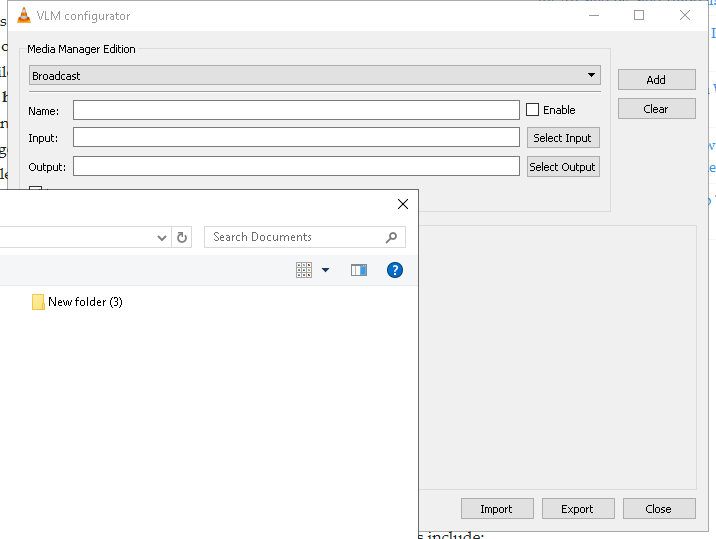 VLM configurator
Media Manager Edition
Broadcast
Add
Name:
Enable
Clear
Input:
Select Input
Output:
Select Output
Search Documents
New folder (3)
Import
Export
Close
include: